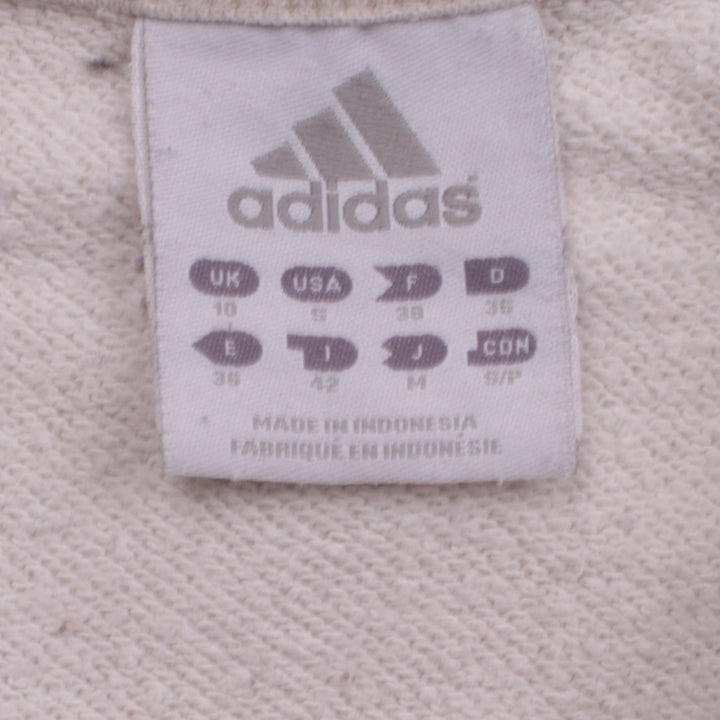 adidas
UK USA F D
10 S 38 36
E I J CDN
36 42 M S/P
MADE IN INDONESIA
FABRIQUÉ EN INDONÉSIE